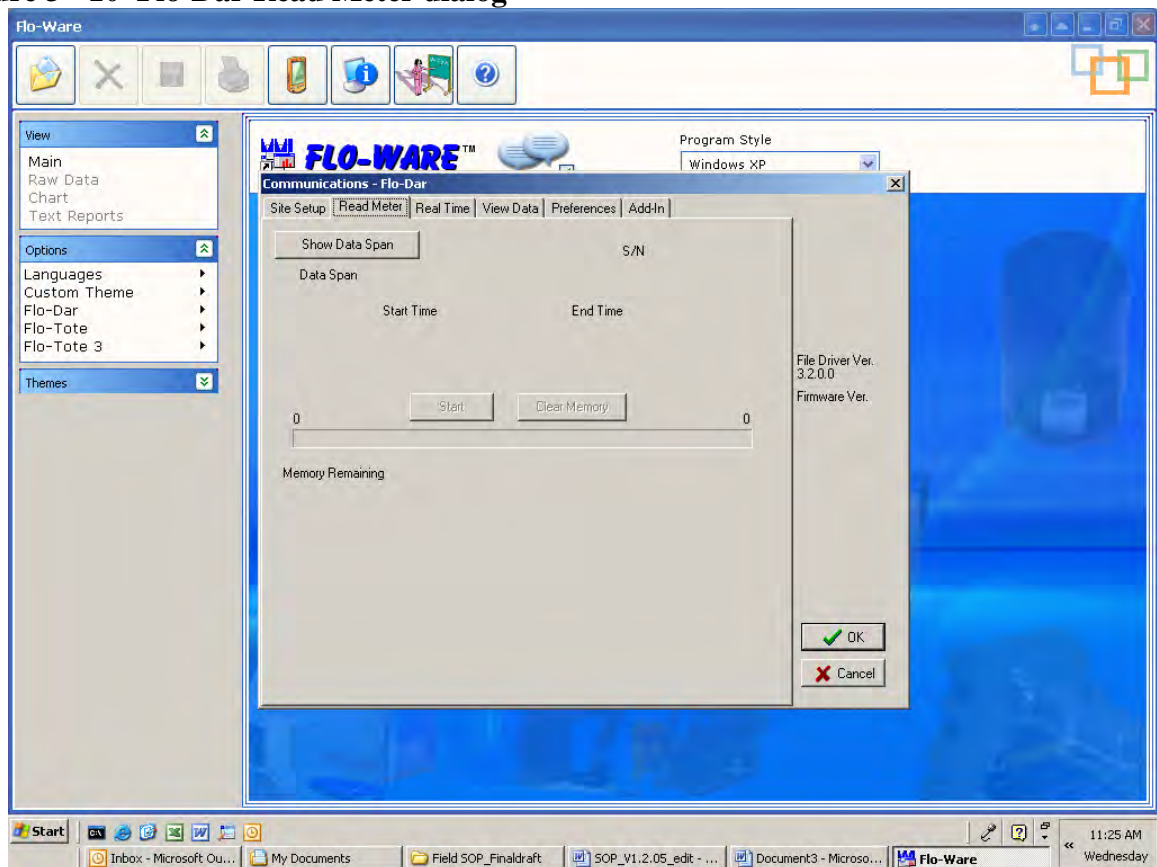 Flo-Dar Read Meter dialog
Flo-Ware
View
Main
Raw Data
Chart
Text Reports
Options
Languages
Custom Theme
Flo-Dar
Flo-Tote
Flo-Tote 3
Themes
FLO-WARE™
Program Style
Windows XP
Communications - Flo-Dar
Site Setup Read Meter Real Time View Data Preferences Add-In
Show Data Span
S/N
Data Span
Start Time End Time
File Driver Ver.
3.2.0.0
Firmware Ver.
Start Clear Memory
0 0
Memory Remaining
OK
Cancel
Start
11:25 AM
Inbox - Microsoft Ou... My Documents Field SOP_Finaldraft SOP_V1.2.05_edit - ... Document3 - Microso... Flo-Ware
Wednesday